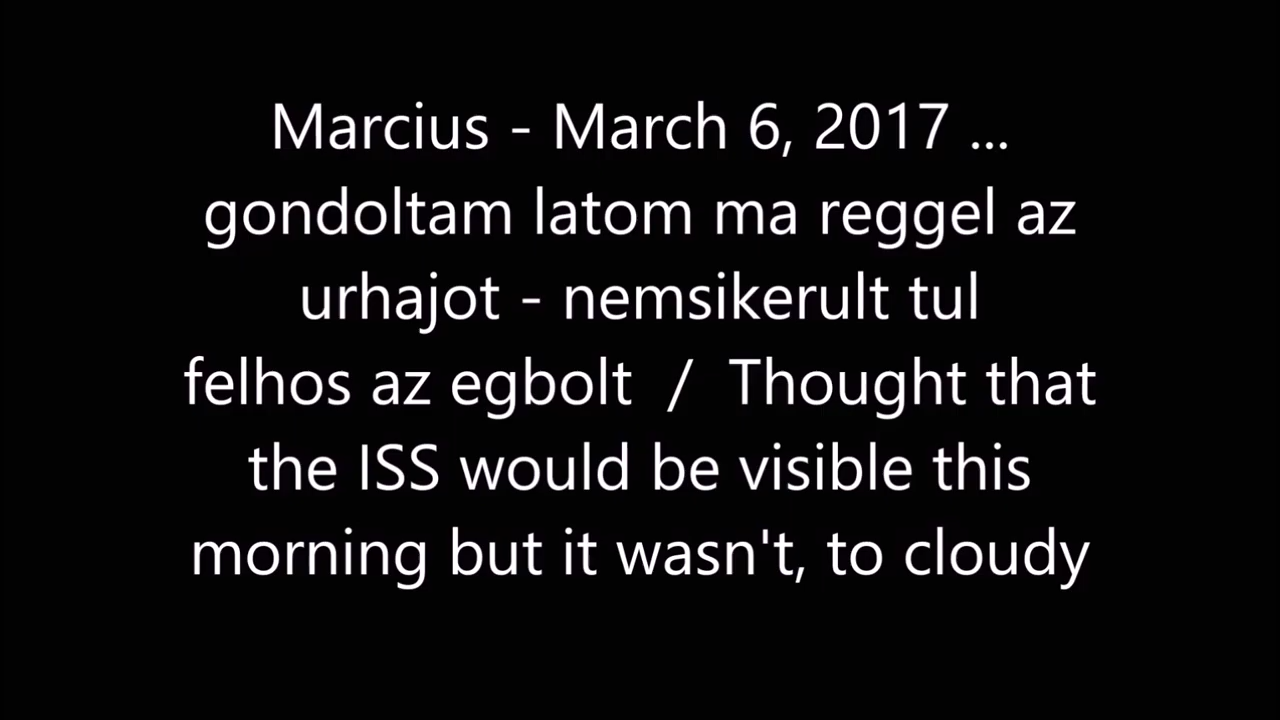 Marcius - March 6, 2017 ...
gondoltam latom ma reggel az
urhajot - nemsikerult tul
felhos az egbolt  /  Thought that
the ISS would be visible this
morning but it wasn't, to cloudy